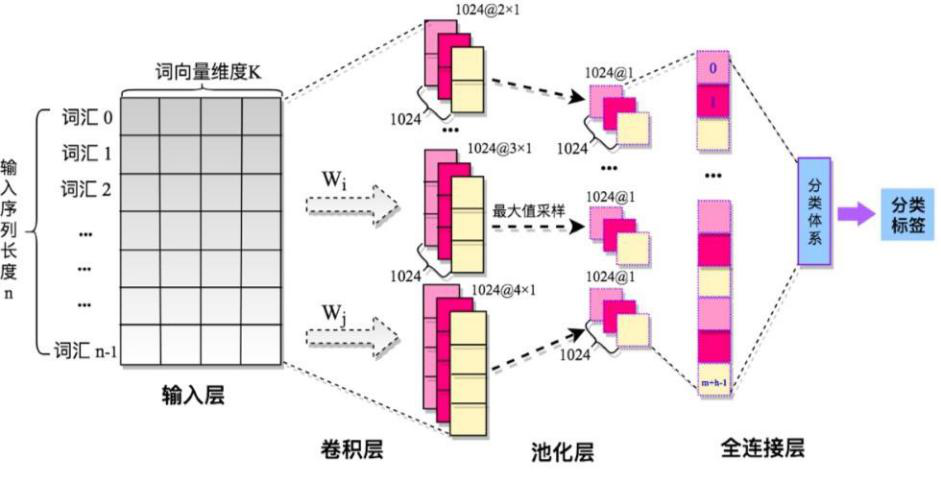 词向量维度K
输入序列长度n
词汇 0
词汇 1
词汇 2
...
...
...
词汇 n-1
输入层
Wi
Wj
1024@2×1
1024
...
1024@3×1
1024
1024@4×1
卷积层
最大值采样
1024@1
1024
...
1024@1
1024@1
1024
池化层
0
1
...
m+h-1
全连接层
分类体系
分类
标签